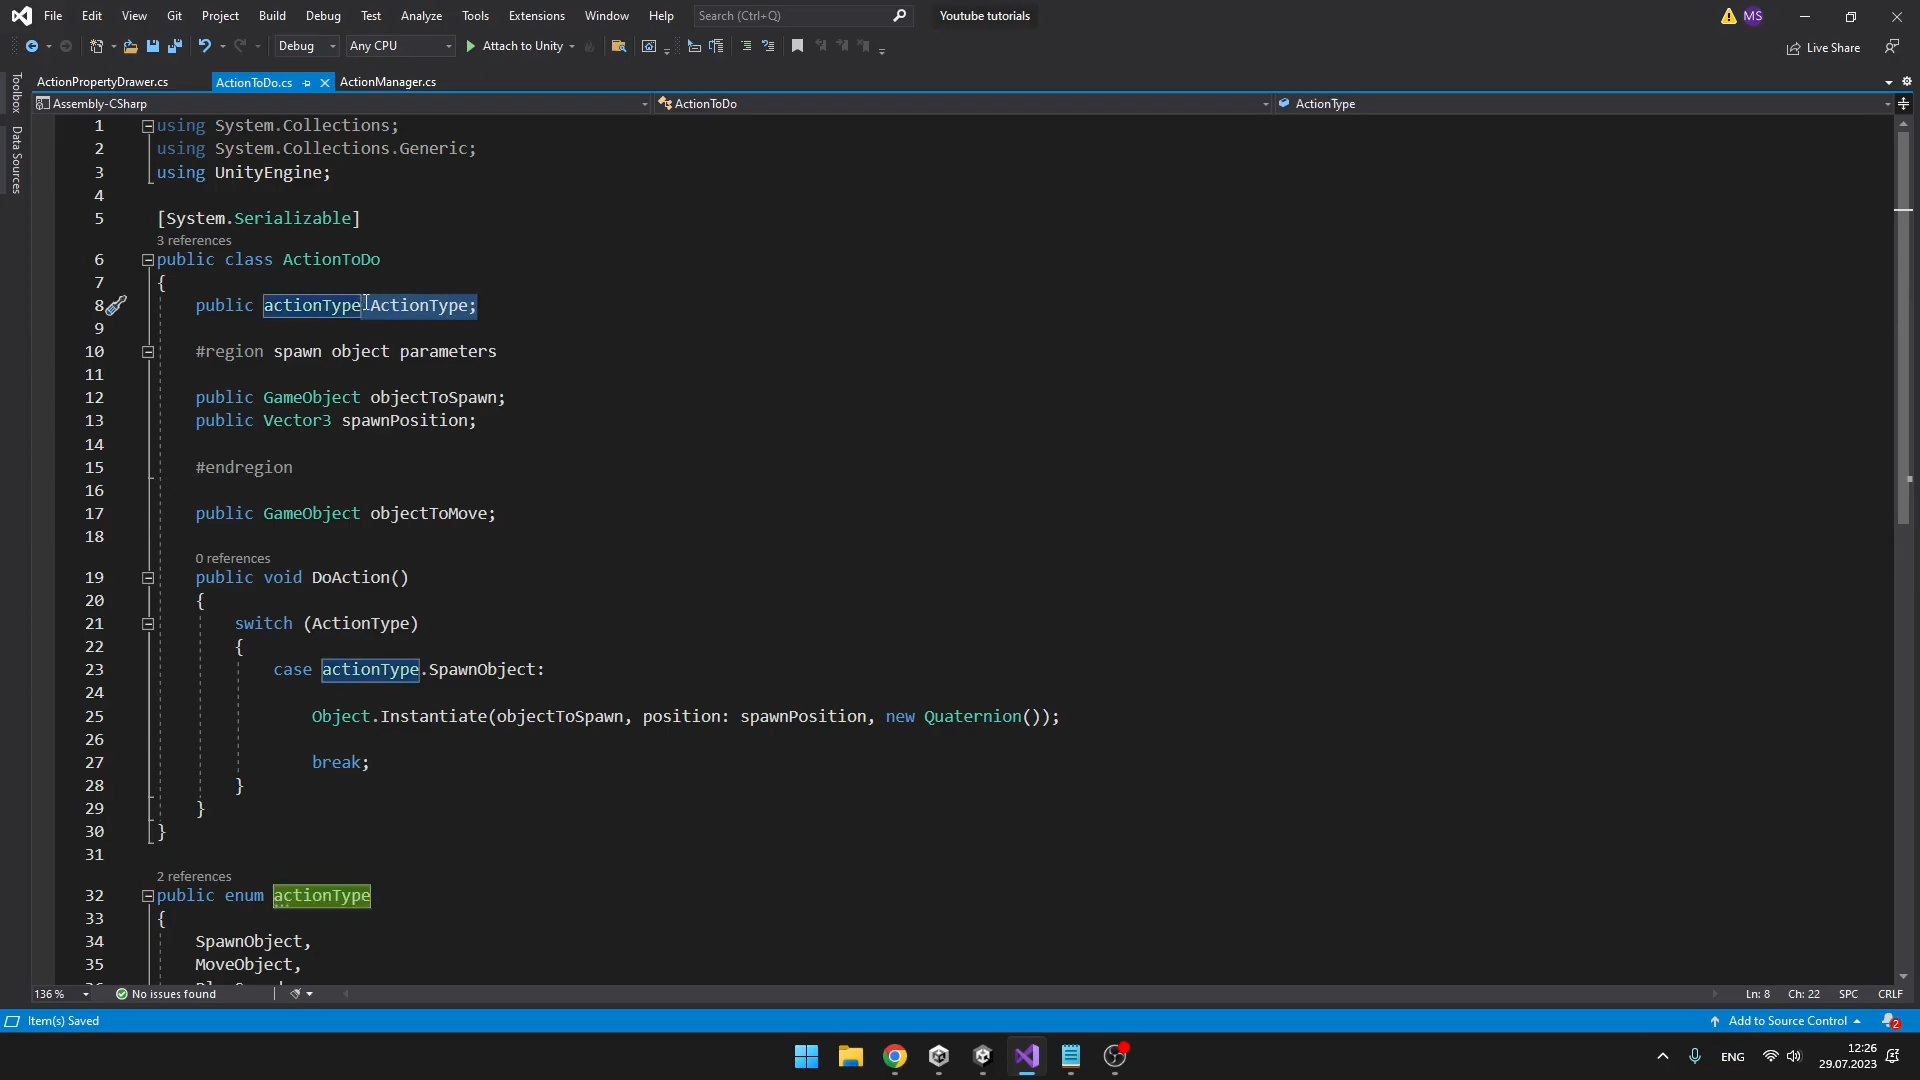 File Edit View Git Project Build Debug Test Analyze Tools Extensions Window Help Search (Ctrl+Q) Youtube tutorials MS
Debug Any CPU Attach to Unity Live Share
ActionPropertyDrawer.cs ActionToDo.cs ActionManager.cs
Assembly-CSharp ActionToDo ActionType
Toolbox
Data Sources
1 using System.Collections;
2 using System.Collections.Generic;
3 using UnityEngine;
4
5 [System.Serializable]
3 references
6 public class ActionToDo
7 {
8 public actionType ActionType;
9
10 #region spawn object parameters
11
12 public GameObject objectToSpawn;
13 public Vector3 spawnPosition;
14
15 #endregion
16
17 public GameObject objectToMove;
18
0 references
19 public void DoAction()
20 {
21 switch (ActionType)
22 {
23 case actionType.SpawnObject:
24
25 Object.Instantiate(objectToSpawn, position: spawnPosition, new Quaternion());
26
27 break;
28 }
29 }
30 }
31
2 references
32 public enum actionType
33 {
34 SpawnObject,
35 MoveObject,
136 % No issues found Ln: 8 Ch: 22 SPC CRLF
Item(s) Saved Add to Source Control 2
ENG 12:26
29.07.2023